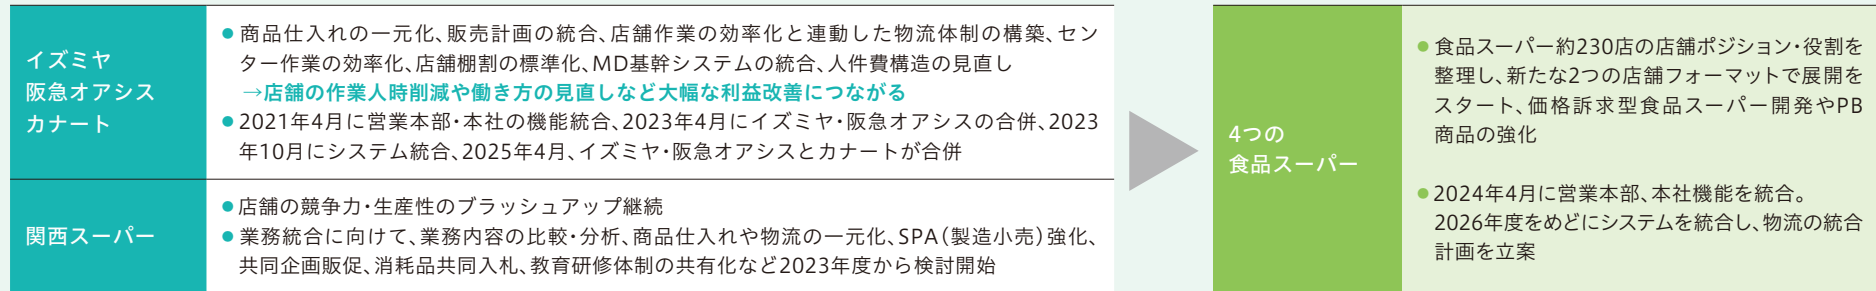 イズミヤ
阪急オアシス
カナート
●商品仕入れの一元化、販売計画の統合、店舗作業の効率化と連動した物流体制の構築、セン
ター作業の効率化、店舗棚割の標準化、MD基幹システムの統合、人件費構造の見直し
→店舗の作業人時削減や働き方の見直しなど大幅な利益改善につながる
●2021年4月に営業本部・本社の機能統合、2023年4月にイズミヤ・阪急オアシスの合併、2023
年10月にシステム統合、2025年4月、イズミヤ・阪急オアシスとカナートが合併
関西スーパー
●店舗の競争力・生産性のブラッシュアップ継続
●業務統合に向けて、業務内容の比較・分析、商品仕入れや物流の一元化、SPA（製造小売）強化、
共同企画販促、消耗品共同入札、教育研修体制の共有化など2023年度から検討開始
4つの
食品スーパー
●食品スーパー約230店の店舗ポジション・役割を
整理し、新たな2つの店舗フォーマットで展開を
スタート、価格訴求型食品スーパー開発やPB
商品の強化
●2024年4月に営業本部、本社機能を統合。
2026年度をめどにシステムを統合し、物流の統合
計画を立案